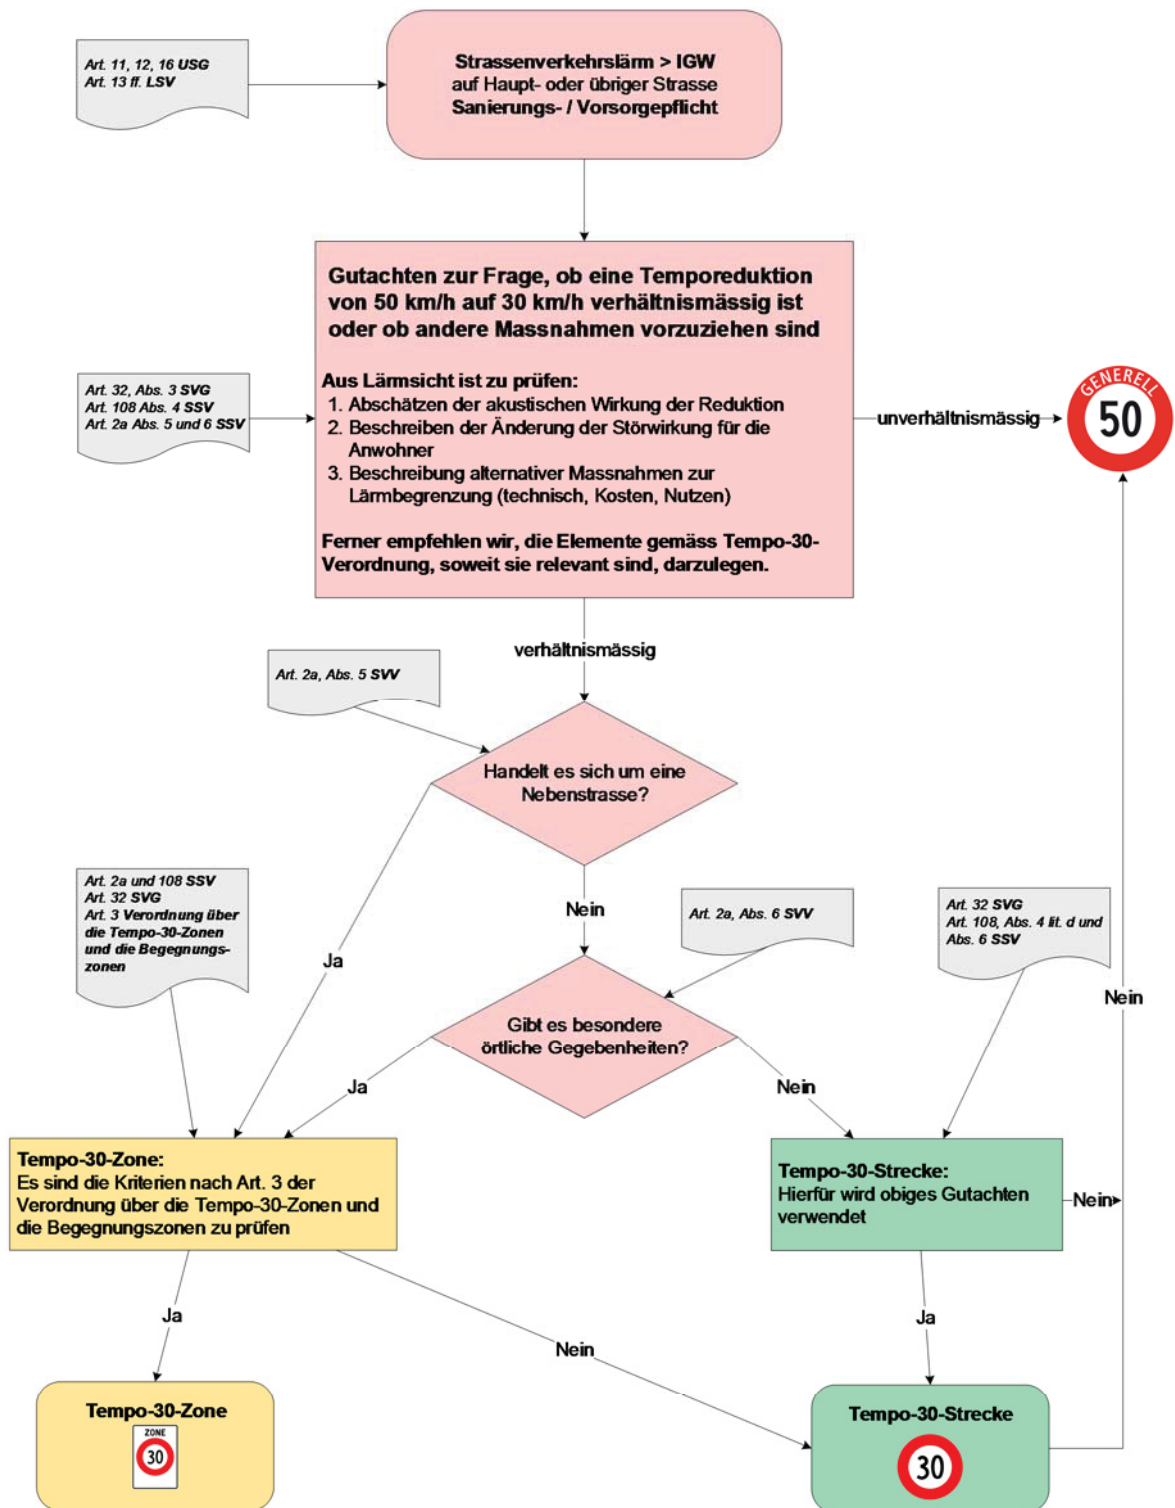 Art. 11, 12, 16 USG
Art. 13 ff. LSV
Strassenverkehrslärm > IGW
auf Haupt- oder übriger Strasse
Sanierungs- / Vorsorgepflicht
Gutachten zur Frage, ob eine Temporeduktion
von 50 km/h auf 30 km/h verhältnismässig ist
oder ob andere Massnahmen vorzuziehen sind
Aus Lärmsicht ist zu prüfen:
1. Abschätzen der akustischen Wirkung der Reduktion
2. Beschreiben der Änderung der Störwirkung für die
Anwohner
3. Beschreibung alternativer Massnahmen zur
Lärmbegrenzung (technisch, Kosten, Nutzen)
Ferner empfehlen wir, die Elemente gemäss Tempo-30-
Verordnung, soweit sie relevant sind, darzulegen.
Art. 32, Abs. 3 SVG
Art. 108 Abs. 4 SSV
Art. 2a Abs. 5 und 6 SSV
unverhältnismässig
GENERELL
50
verhältnismässig
Art. 2a, Abs. 5 SVV
Handelt es sich um eine
Nebenstrasse?
Art. 2a und 108 SSV
Art. 32 SVG
Art. 3 Verordnung über
die Tempo-30-Zonen
und die Begegnungs-
zonen
Ja
Nein
Art. 2a, Abs. 6 SVV
Art. 32 SVG
Art. 108, Abs. 4 lit. d und
Abs. 6 SSV
Nein
Gibt es besondere
örtliche Gegebenheiten?
Ja
Nein
Tempo-30-Zone:
Es sind die Kriterien nach Art. 3 der
Verordnung über die Tempo-30-Zonen und
die Begegnungszonen zu prüfen
Tempo-30-Strecke:
Hierfür wird obiges Gutachten
verwendet
Nein
Ja
Nein
Ja
Tempo-30-Zone
ZONE
30
Tempo-30-Strecke
30